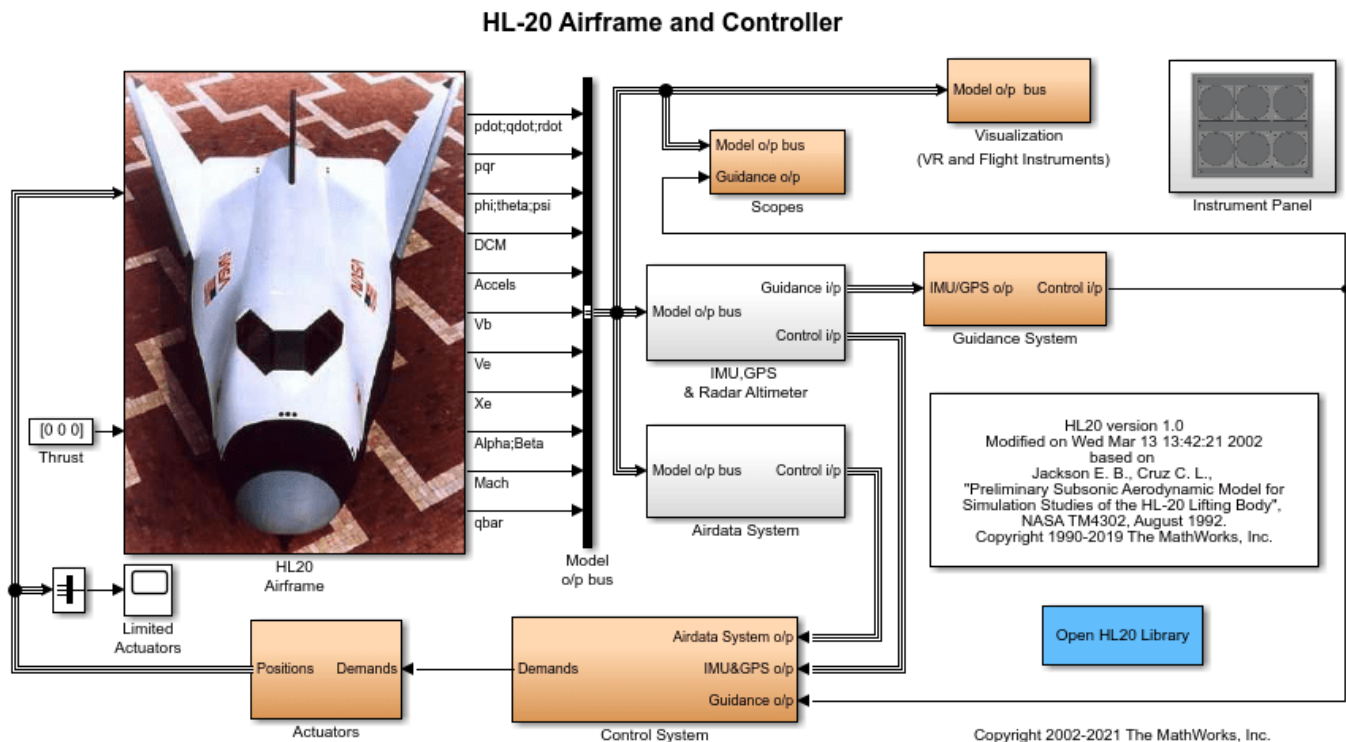 HL-20 Airframe and Controller
NASA
HL20
Airframe
[0 0 0]
Thrust
pdot;qdot;rdot
pqr
phi;theta;psi
DCM
Accels
Vb
Ve
Xe
Alpha;Beta
Mach
qbar
Model
o/p bus
Model o/p bus
Guidance o/p
Scopes
Model o/p  bus
Visualization
(VR and Flight Instruments)
Instrument Panel
Guidance i/p
Model o/p bus
Control i/p
IMU,GPS
& Radar Altimeter
IMU/GPS o/p
Control i/p
Guidance System
Model o/p bus
Control i/p
Airdata System
HL20 version 1.0
Modified on Wed Mar 13 13:42:21 2002
based on
Jackson E. B., Cruz C. L.,
"Preliminary Subsonic Aerodynamic Model for
Simulation Studies of the HL-20 Lifting Body",
NASA TM4302, August 1992.
Copyright 1990-2019 The MathWorks, Inc.
Open HL20 Library
Limited
Actuators
Positions
Demands
Actuators
Demands
Airdata System o/p
IMU&GPS o/p
Guidance o/p
Control System
Copyright 2002-2021 The MathWorks, Inc.